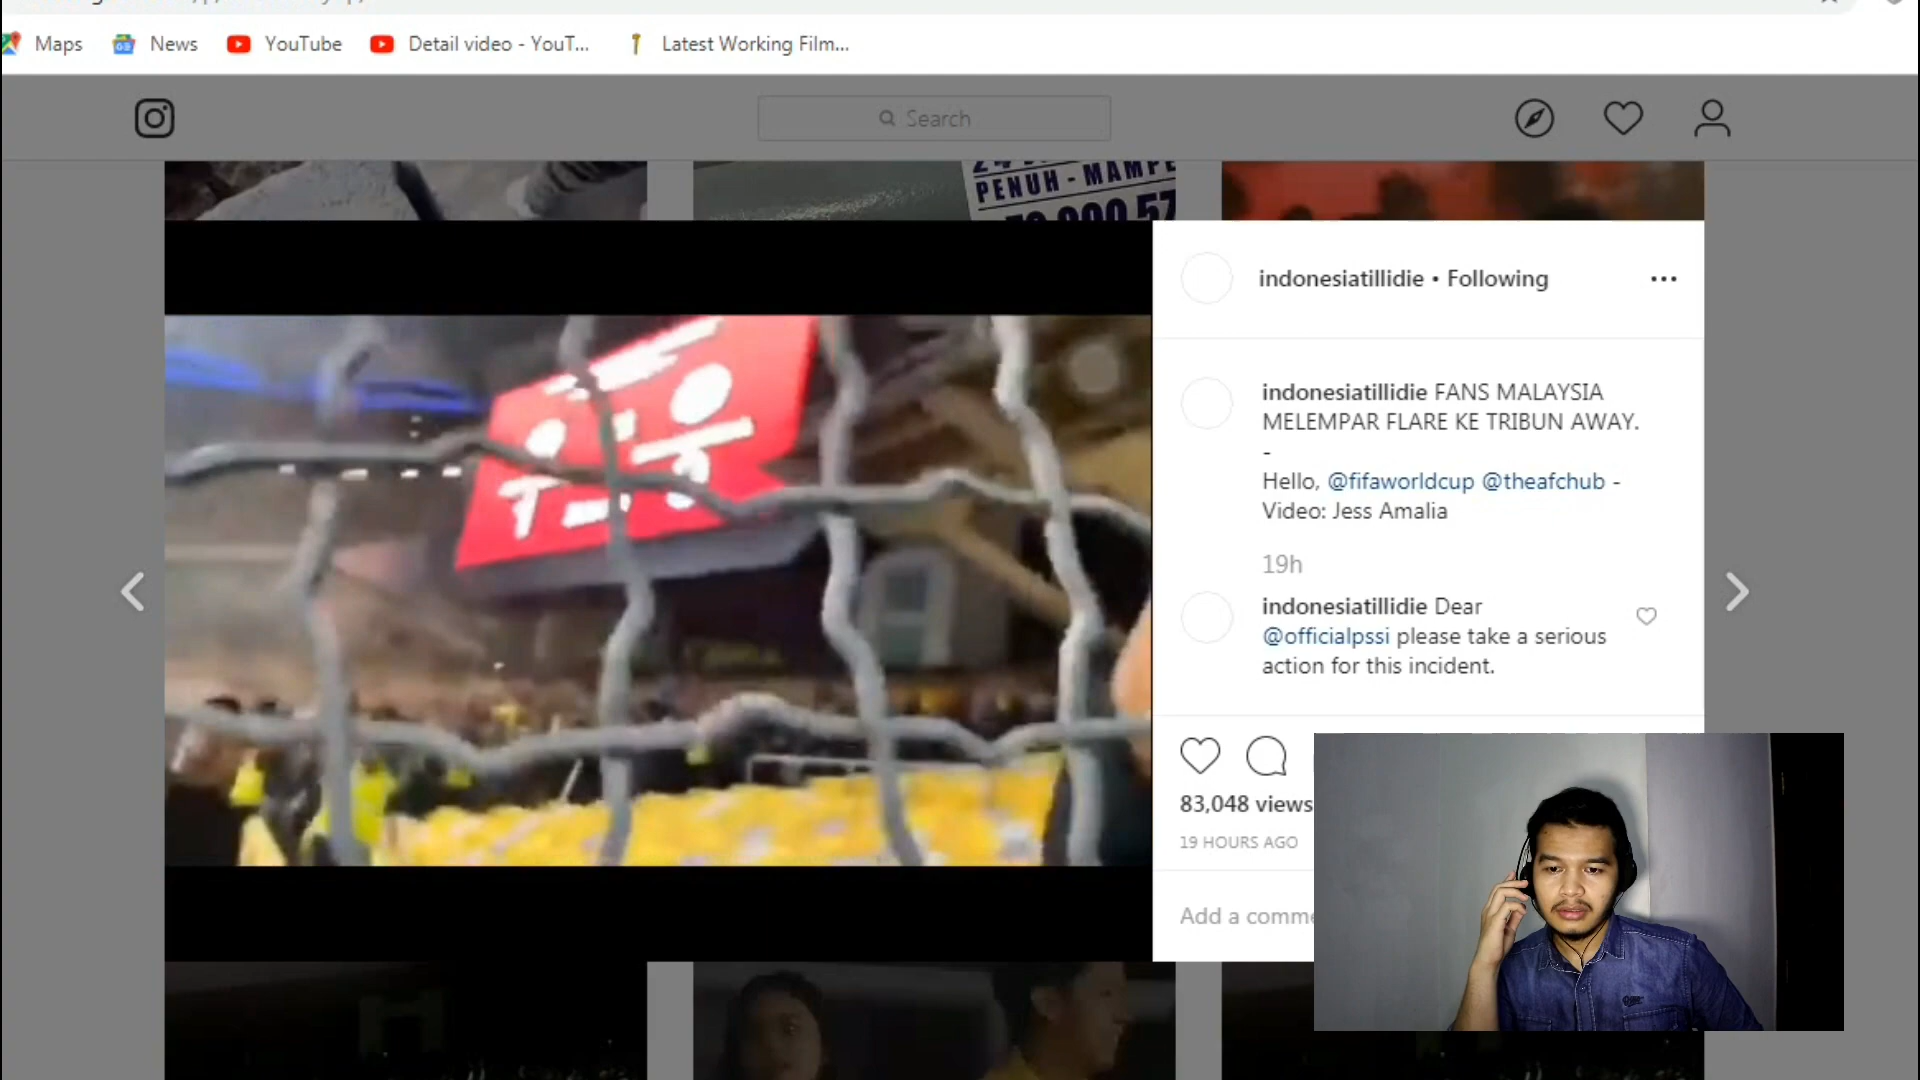 Maps
News
YouTube
Detail video - YouT...
Latest Working Film...
Search
PENUH - MAMPE
indonesiatillidie • Following
indonesiatillidie FANS MALAYSIA
MELEMPAR FLARE KE TRIBUN AWAY.
-
Hello, @fifaworldcup @theafchub -
Video: Jess Amalia
19h
indonesiatillidie Dear
@officialpssi please take a serious
action for this incident.
83,048 views
19 HOURS AGO
Add a comme